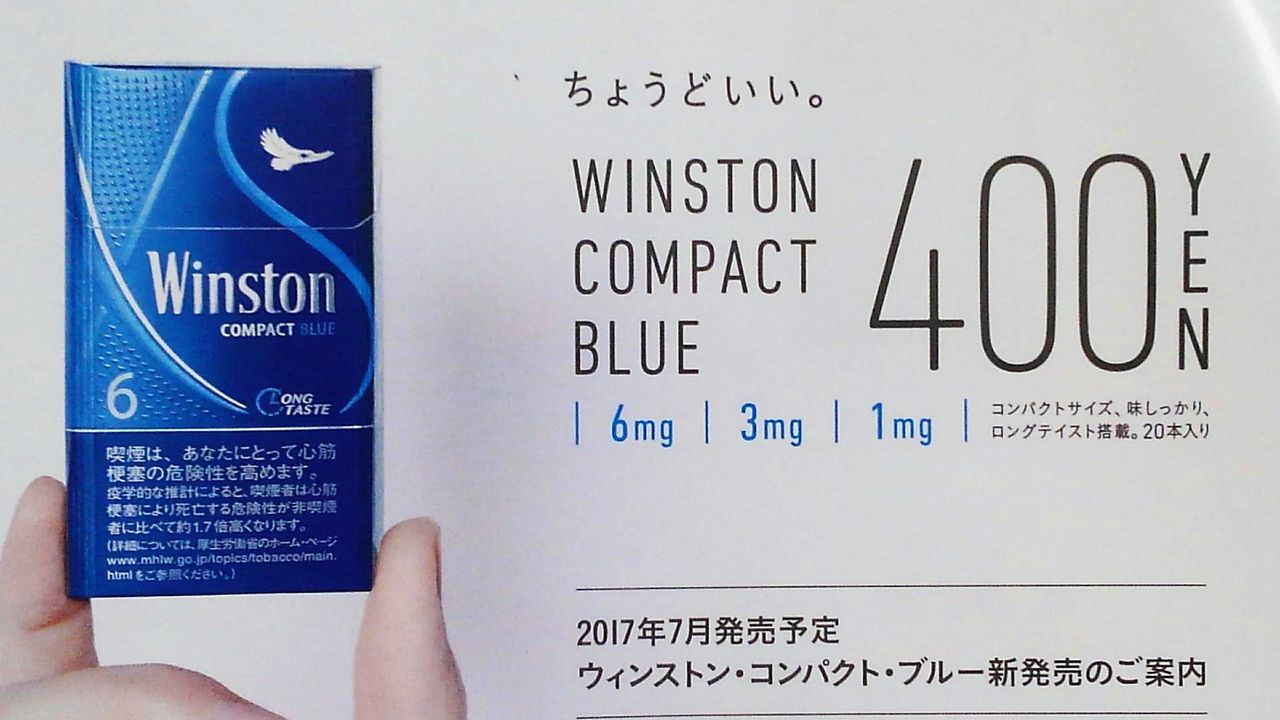 ちょうどいい。
WINSTON
COMPACT
BLUE
400
YEN
6mg 3mg 1mg
コンパクトサイズ、味しっかり、
ロングテイスト搭載。20本入り
Winston
COMPACT BLUE
6
LONG
TASTE
喫煙は、あなたにとって心筋
梗塞の危険性を高めます。
疫学的な推計によると、喫煙者は心筋
梗塞により死亡する危険性が非喫煙
者に比べて約1.7倍高くなります。
(詳細については、厚生労働省のホーム・ページ
www.mhlw.go.jp/topics/tobacco/main.
htmlをご参照ください。)
2017年7月発売予定
ウィンストン・コンパクト・ブルー新発売のご案内